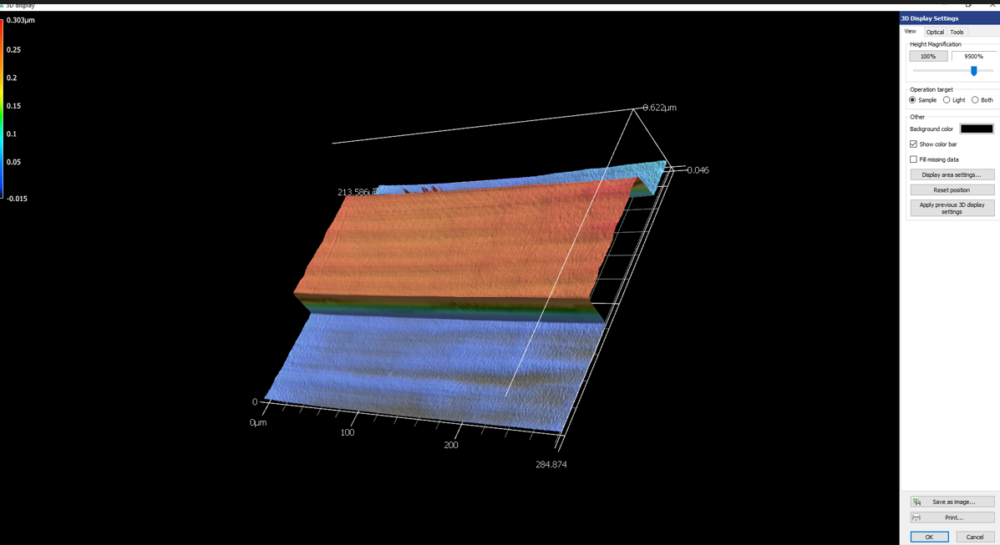 3D display
0.303µm
0.25
0.2
0.15
0.1
0.05
-0.015
0.622µm
0.046
213.586µm
0
0µm
100
200
284.874
3D Display Settings
View Optical Tools
Height Magnification
100% 9500%
Operation target
Sample Light Both
Other
Background color
Show color bar
Fill missing data
Display area settings...
Reset position
Apply previous 3D display
settings
Save as image...
Print...
OK Cancel